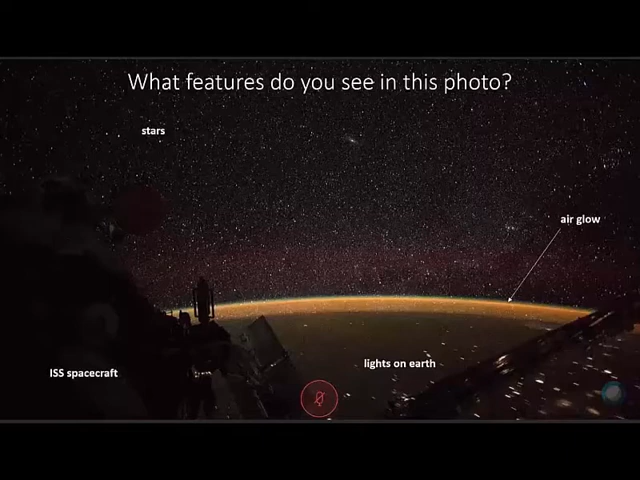 What features do you see in this photo?
stars
air glow
lights on earth
ISS spacecraft